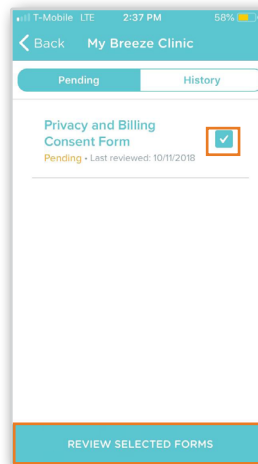 T-Mobile LTE 2:37 PM 58%
Back My Breeze Clinic
Pending History
Privacy and Billing
Consent Form
Pending • Last reviewed: 10/11/2018
REVIEW SELECTED FORMS